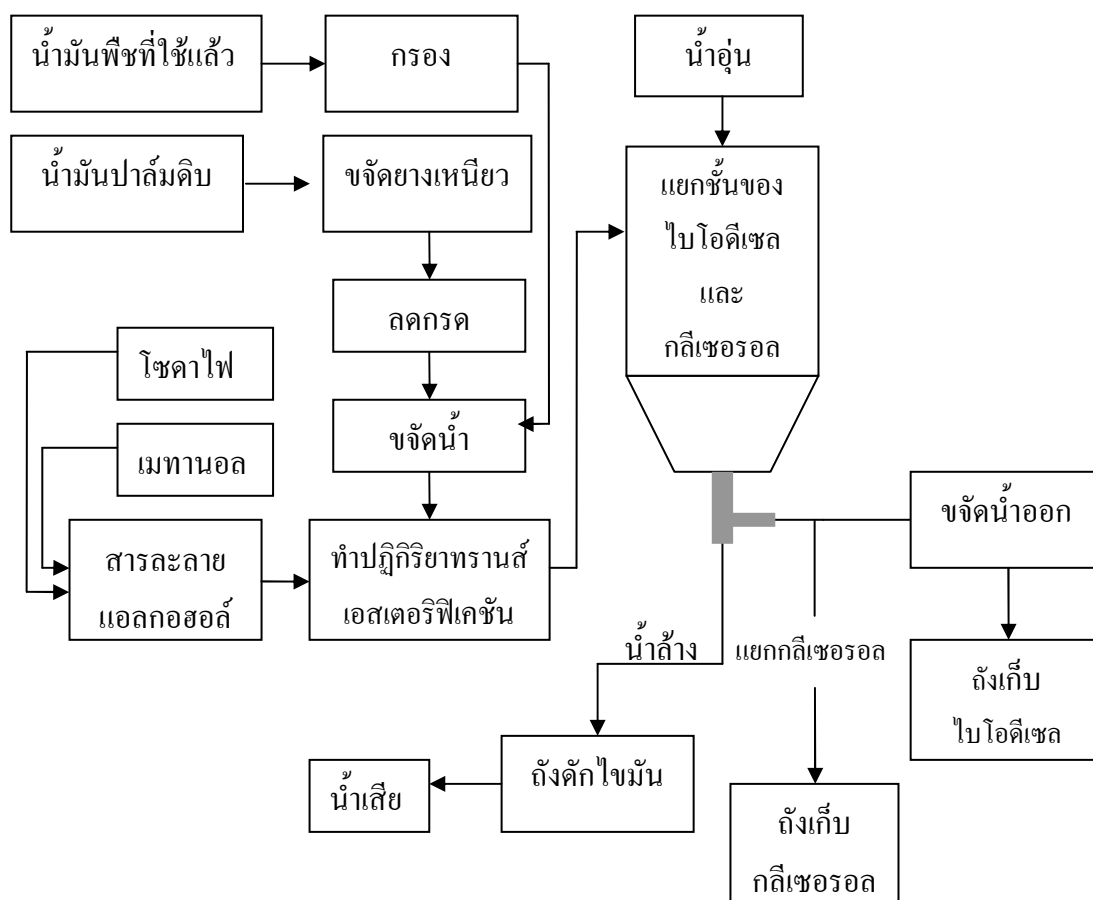 น้ำมันพืชที่ใช้แล้ว
กรอง
น้ำอุ่น
น้ำมันปาล์มดิบ
ขจัดยางเหนียว
แยกชั้นของ
ไบโอดีเซล
และ
กลีเซอรอล
ลดกรด
โซดาไฟ
ขจัดน้ำ
เมทานอล
สารละลาย
แอลกอฮอล์
ทำปฏิกิริยาทรานส์
เอสเตอริฟิเคชัน
ขจัดน้ำออก
น้ำล้าง
แยกกลีเซอรอล
ถังเก็บ
ไบโอดีเซล
ถังดักไขมัน
น้ำเสีย
ถังเก็บ
กลีเซอรอล